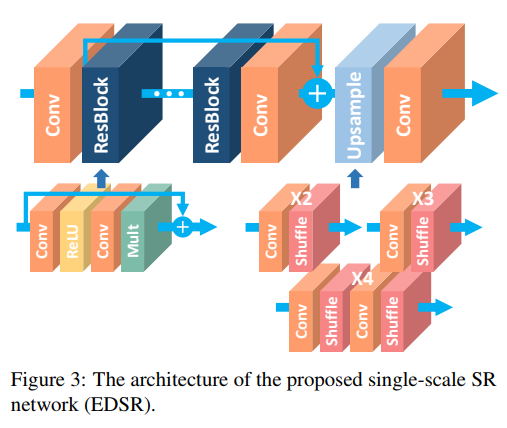 Conv
ResBlock
ResBlock
Conv
+
Upsample
Conv
Conv
ReLU
Conv
Mult
+
X2
Conv
Shuffle
X3
Conv
Shuffle
X4
Conv
Shuffle
Conv
Shuffle
Figure 3: The architecture of the proposed single-scale SR
network (EDSR).